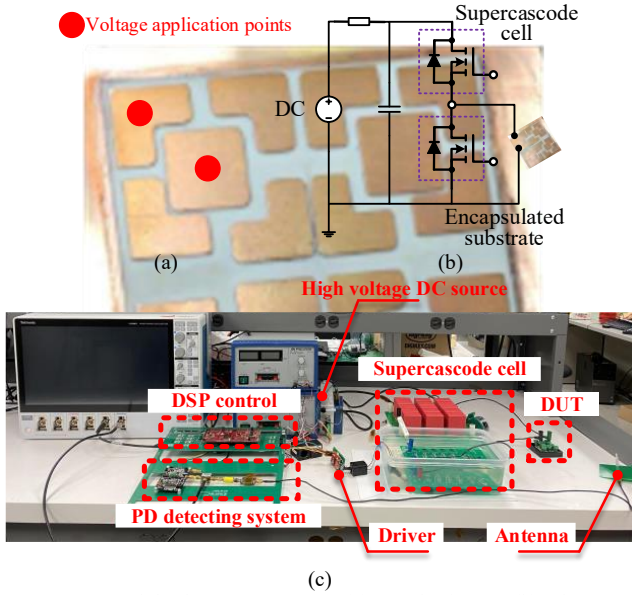 Voltage application points
Supercascode
cell
DC
Encapsulated
substrate
(a)
(b)
High voltage DC source
Supercascode cell
DSP control
DUT
PD detecting system
Driver
Antenna
(c)